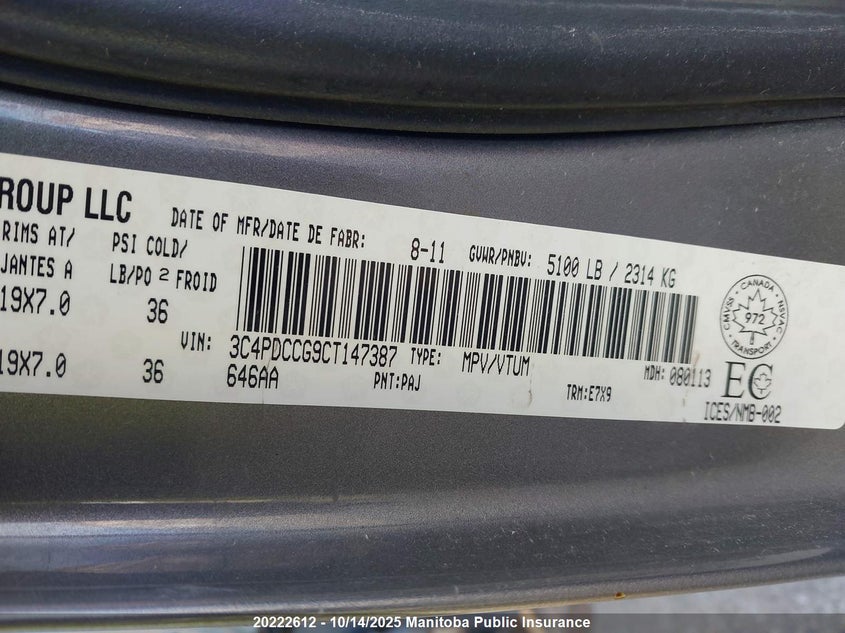 ROUP LLC DATE OF MFR/DATE DE FABR: 8-11 GVWR/PNBV: 5100 LB / 2314 KG
RIMS AT/ PSI COLD/
JANTES A LB/PO 2 FROID
19X7.0 36
VIN: 3C4PDCCG9CT147387 TYPE: MPV/VTUM MDH: 080113
19X7.0 36 646AA PNT:PAJ TRM:E7X9
CANADA
CMVSS 972 NSVAC
TRANSPORT
EC
ICES/NMB-002
20222612 - 10/14/2025 Manitoba Public Insurance